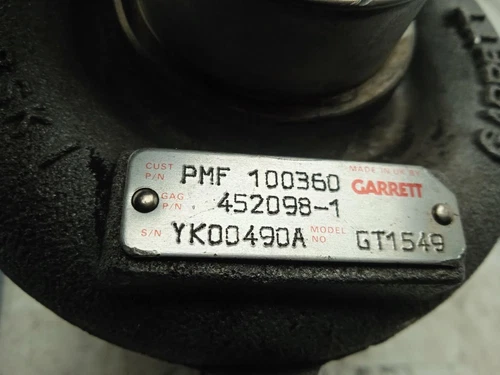 CUST P/N PMF 100360 MADE IN UK BY
GAG P/N 452098-1 GARRETT
S/N YK00490A MODEL NO GT1549